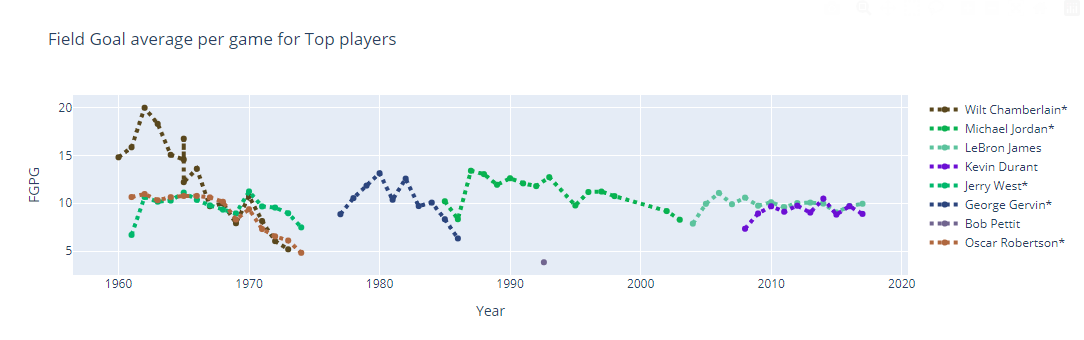 Field Goal average per game for Top players
FGPG
20
15
10
5
1960 1970 1980 1990 2000 2010 2020
Year
Wilt Chamberlain*
Michael Jordan*
LeBron James
Kevin Durant
Jerry West*
George Gervin*
Bob Pettit
Oscar Robertson*